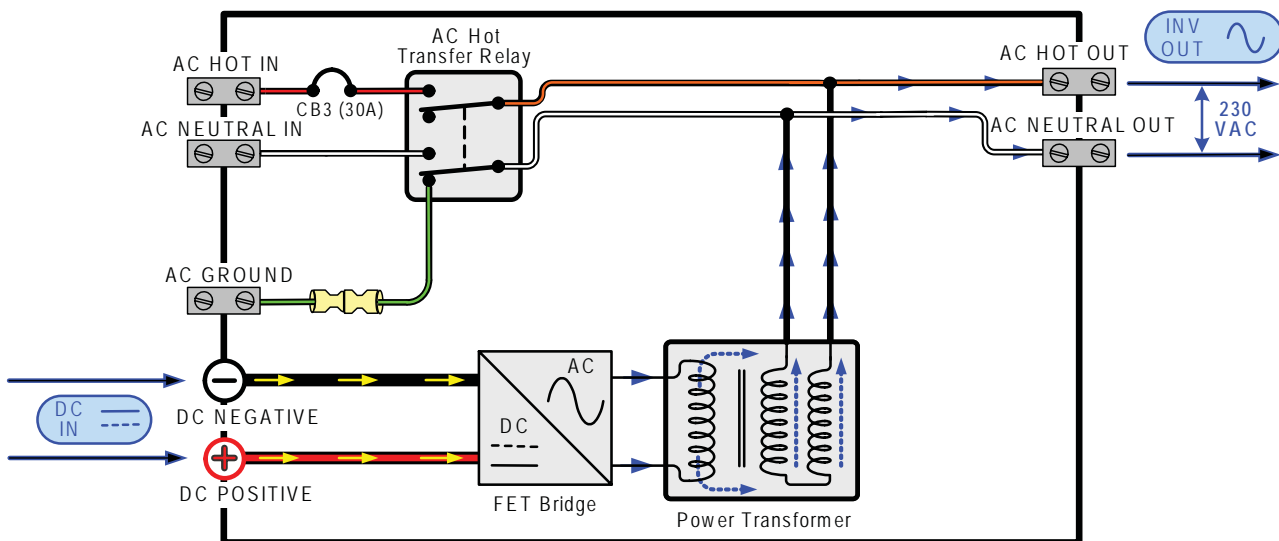 AC Hot
Transfer Relay
INV
OUT
AC HOT IN
AC HOT OUT
CB3 (30A)
AC NEUTRAL IN
AC NEUTRAL OUT
230
VAC
AC GROUND
DC
IN
DC NEGATIVE
DC POSITIVE
AC
DC
FET Bridge
Power Transformer